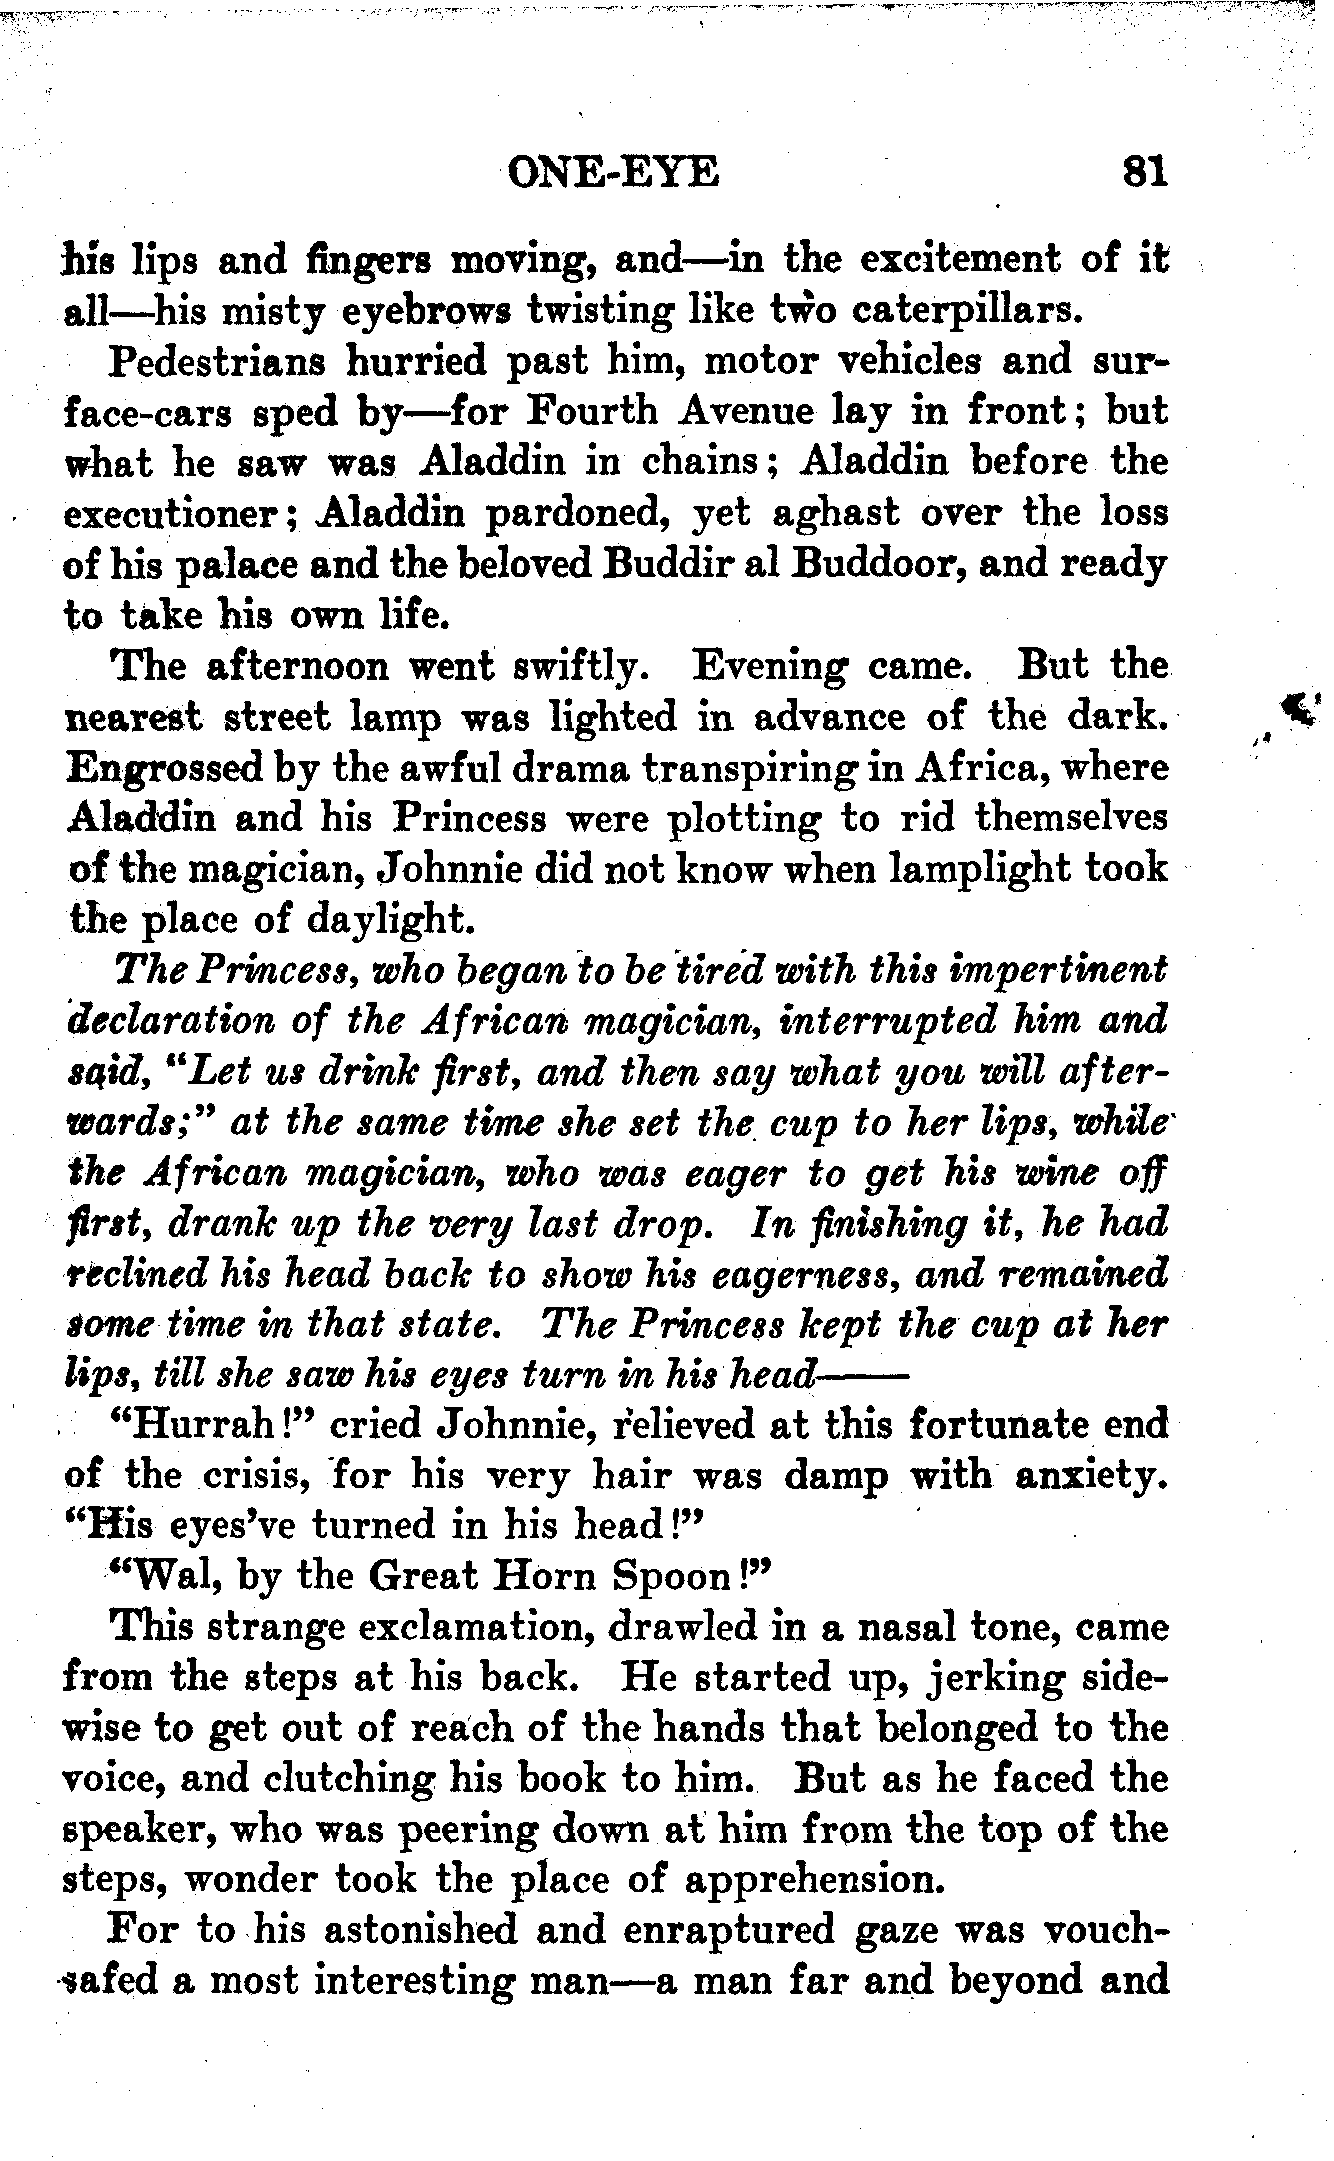 ONE-EYE 81
his lips and fingers moving, and—in the excitement of it
all—his misty eyebrows twisting like two caterpillars.
Pedestrians hurried past him, motor vehicles and sur-
face-cars sped by—for Fourth Avenue lay in front; but
what he saw was Aladdin in chains; Aladdin before the
executioner; Aladdin pardoned, yet aghast over the loss
of his palace and the beloved Buddir al Buddoor, and ready
to take his own life.
The afternoon went swiftly. Evening came. But the
nearest street lamp was lighted in advance of the dark.
Engrossed by the awful drama transpiring in Africa, where
Aladdin and his Princess were plotting to rid themselves
of the magician, Johnnie did not know when lamplight took
the place of daylight.
The Princess, who began to be tired with this impertinent
declaration of the African magician, interrupted him and
said, "Let us drink first, and then say what you will after-
wards;" at the same time she set the cup to her lips, while
the African magician, who was eager to get his wine off
first, drank up the very last drop. In finishing it, he had
reclined his head back to show his eagerness, and remained
some time in that state. The Princess kept the cup at her
lips, till she saw his eyes turn in his head——
"Hurrah!" cried Johnnie, relieved at this fortunate end
of the crisis, for his very hair was damp with anxiety.
"His eyes've turned in his head!"
"Wal, by the Great Horn Spoon!"
This strange exclamation, drawled in a nasal tone, came
from the steps at his back. He started up, jerking side-
wise to get out of reach of the hands that belonged to the
voice, and clutching his book to him. But as he faced the
speaker, who was peering down at him from the top of the
steps, wonder took the place of apprehension.
For to his astonished and enraptured gaze was vouch-
safed a most interesting man—a man far and beyond and